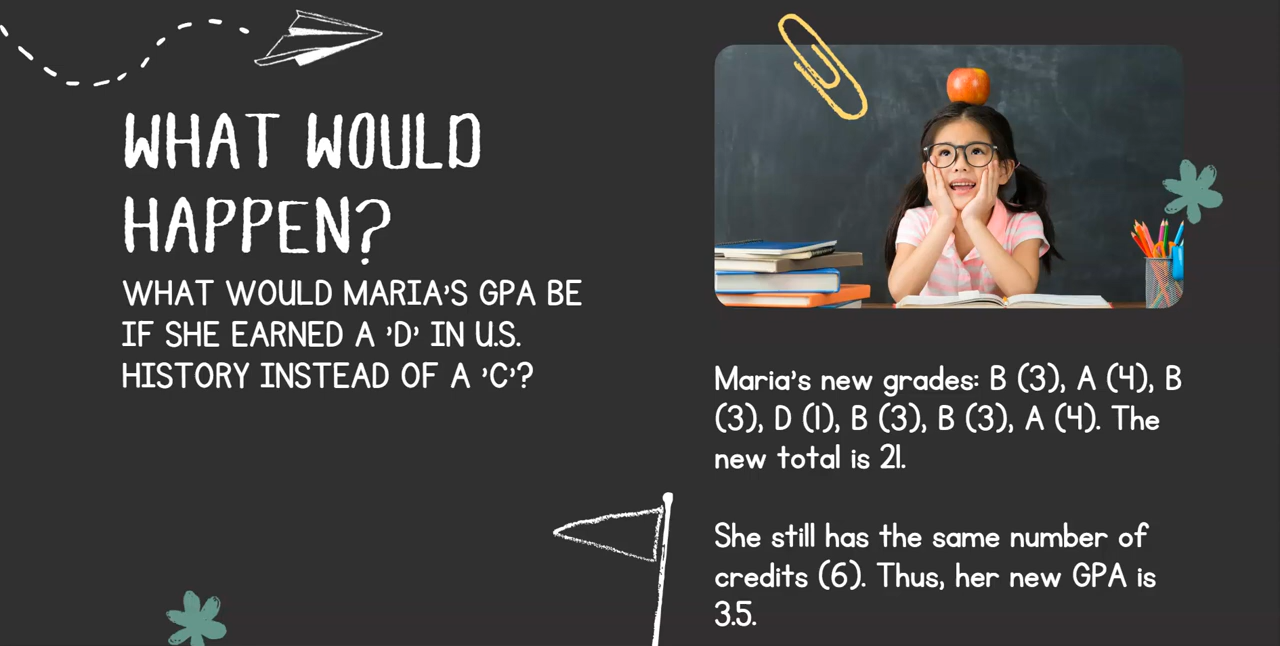 WHAT WOULD
HAPPEN?
WHAT WOULD MARIA'S GPA BE
IF SHE EARNED A 'D' IN U.S.
HISTORY INSTEAD OF A 'C'?
Maria's new grades: B (3), A (4), B
(3), D (1), B (3), B (3), A (4). The
new total is 21.
She still has the same number of
credits (6). Thus, her new GPA is
3.5.